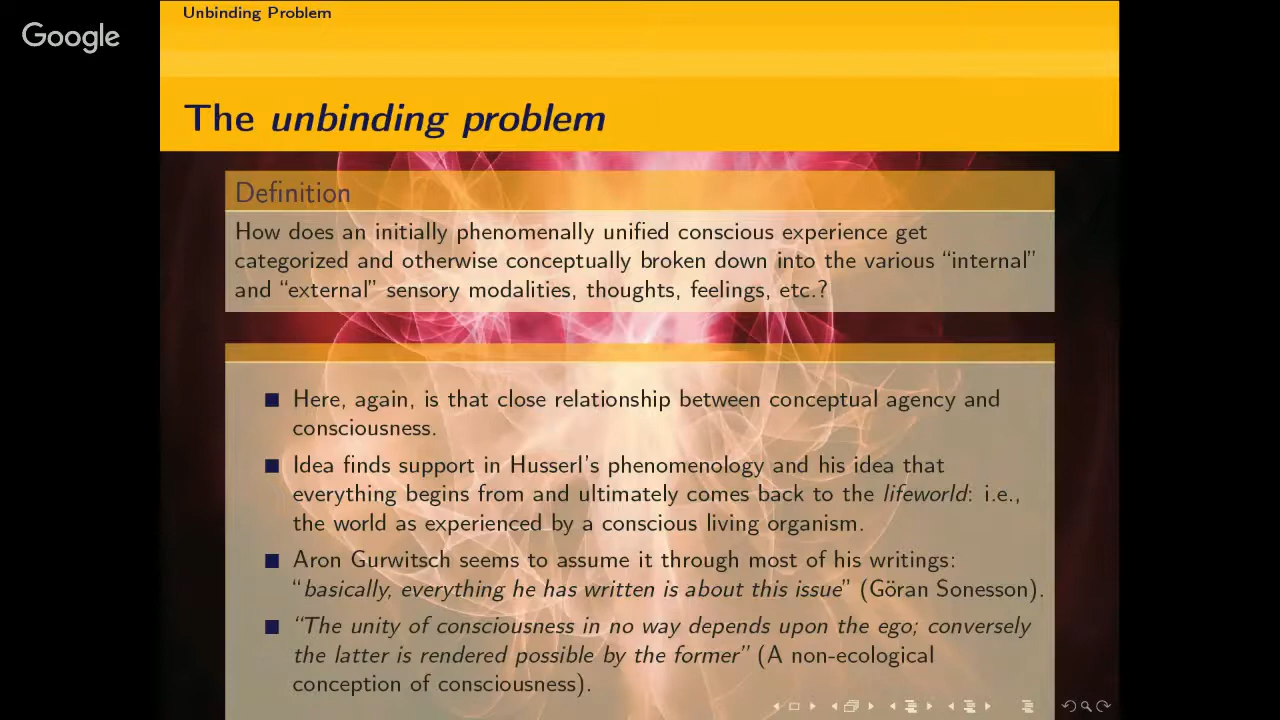 Unbinding Problem
Google
The unbinding problem
Definition
How does an initially phenomenally unified conscious experience get
categorized and otherwise conceptually broken down into the various “internal”
and “external” sensory modalities, thoughts, feelings, etc.?
Here, again, is that close relationship between conceptual agency and
consciousness.
Idea finds support in Husserl’s phenomenology and his idea that
everything begins from and ultimately comes back to the lifeworld: i.e.,
the world as experienced by a conscious living organism.
Aron Gurwitsch seems to assume it through most of his writings:
“basically, everything he has written is about this issue” (Göran Sonesson).
“The unity of consciousness in no way depends upon the ego; conversely
the latter is rendered possible by the former” (A non-ecological
conception of consciousness).